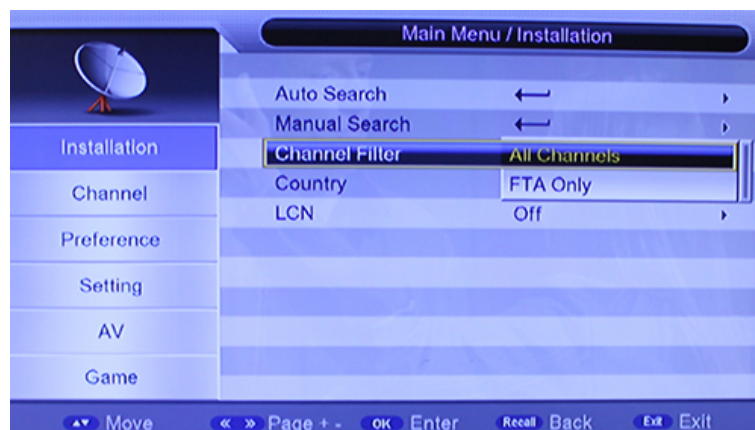 Main Menu / Installation
Auto Search
Manual Search
Installation
Channel Filter All Channels
Channel
Country FTA Only
LCN Off
Preference
Setting
AV
Game
Move Page + - OK Enter Recall Back Exit Exit